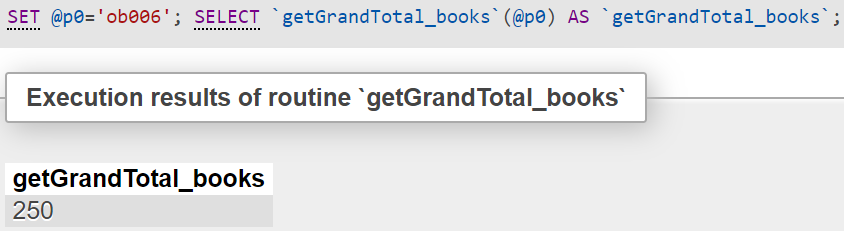 SET @p0='ob006'; SELECT `getGrandTotal_books`(@p0) AS `getGrandTotal_books`;
Execution results of routine `getGrandTotal_books`
getGrandTotal_books
250